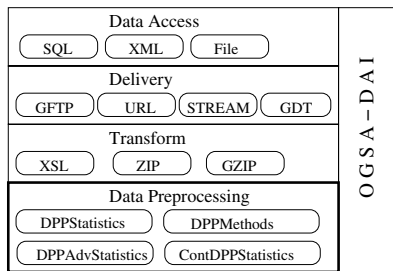 Data Access
SQL XML File
Delivery
GFTP URL STREAM GDT
Transform
XSL ZIP GZIP
Data Preprocessing
DPPStatistics DPPMethods
DPPAdvStatistics ContDPPStatistics
OGSA–DAI